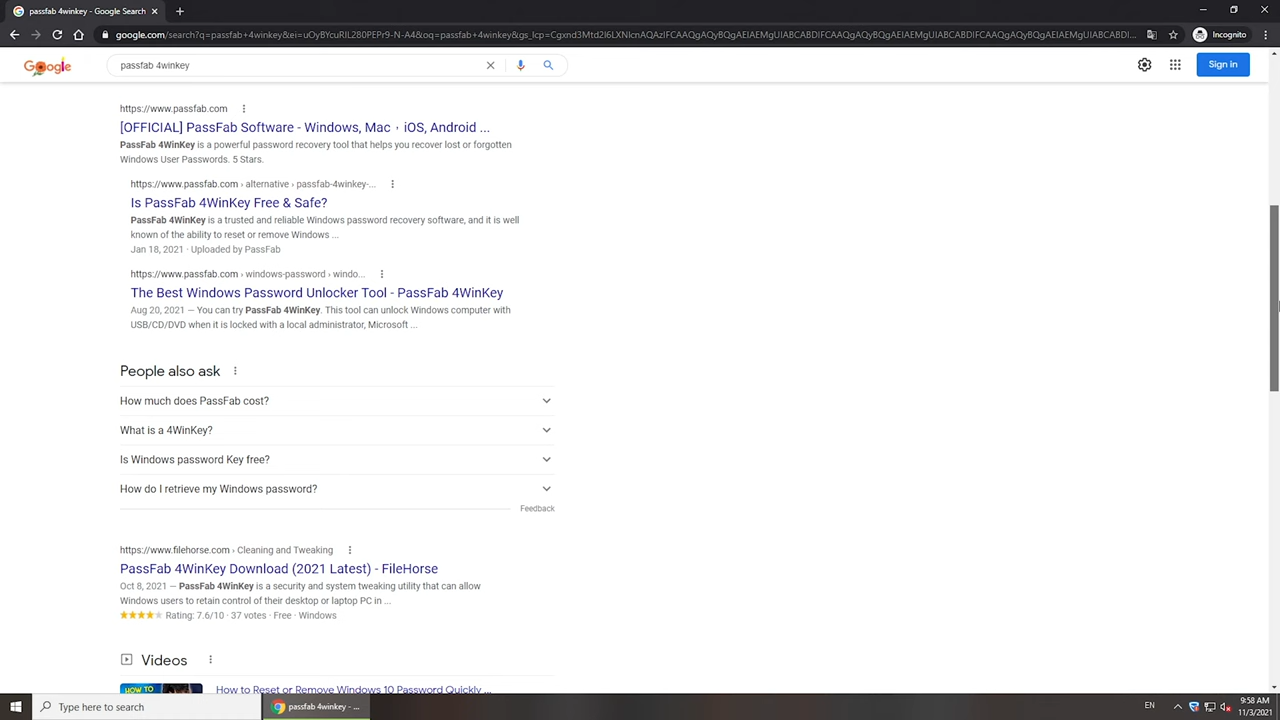 passfab 4winkey - Google Search
google.com/search?q=passfab+4winkey&ei=uOyBYcuRIL280PEPr9-N-A4&oq=passfab+4winkey&gs_lcp=
Incognito
Google
passfab 4winkey
Sign in
https://www.passfab.com
[OFFICIAL] PassFab Software - Windows, Mac，iOS, Android ...
PassFab 4WinKey is a powerful password recovery tool that helps you recover lost or forgotten
Windows User Passwords. 5 Stars.
https://www.passfab.com › alternative › passfab-4winkey-...
Is PassFab 4WinKey Free & Safe?
PassFab 4WinKey is a trusted and reliable Windows password recovery software, and it is well
known of the ability to reset or remove Windows ...
Jan 18, 2021 · Uploaded by PassFab
https://www.passfab.com › windows-password › windo...
The Best Windows Password Unlocker Tool - PassFab 4WinKey
Aug 20, 2021 — You can try PassFab 4WinKey. This tool can unlock Windows computer with
USB/CD/DVD when it is locked with a local administrator, Microsoft ...
People also ask
How much does PassFab cost?
What is a 4WinKey?
Is Windows password Key free?
How do I retrieve my Windows password?
Feedback
https://www.filehorse.com › Cleaning and Tweaking
PassFab 4WinKey Download (2021 Latest) - FileHorse
Oct 8, 2021 — PassFab 4WinKey is a security and system tweaking utility that can allow
Windows users to retain control of their desktop or laptop PC in ...
Rating: 7.6/10 · 37 votes · Free · Windows
Videos
HOW TO
How to Reset or Remove Windows 10 Password Quickly ...
Type here to search
passfab 4winkey - ...
EN
9:58 AM
11/3/2021